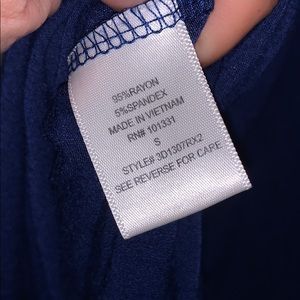 95%RAYON
5%SPANDEX
MADE IN VIETNAM
RN# 101331
S
STYLE# 3D1307RX2
SEE REVERSE FOR CARE